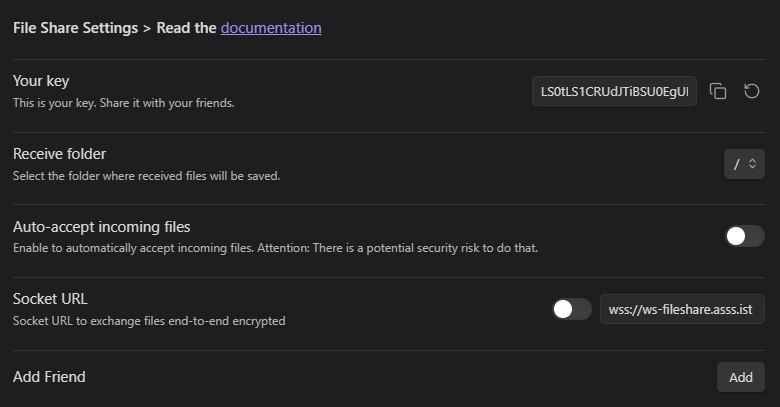 File Share Settings > Read the documentation
Your key
This is your key. Share it with your friends.
LS0tLS1CRUdJTiBSU0EgUI
Receive folder
Select the folder where received files will be saved.
/
Auto-accept incoming files
Enable to automatically accept incoming files. Attention: There is a potential security risk to do that.
Socket URL
Socket URL to exchange files end-to-end encrypted
wss://ws-fileshare.asss.ist
Add Friend
Add